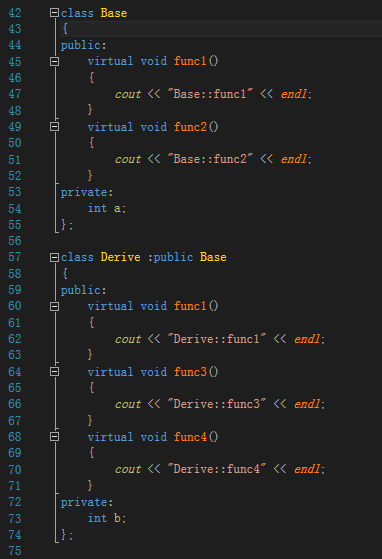 42 class Base
43 {
44 public:
45     virtual void func1()
46     {
47         cout << "Base::func1" << endl;
48     }
49     virtual void func2()
50     {
51         cout << "Base::func2" << endl;
52     }
53 private:
54     int a;
55 };
56
57 class Derive :public Base
58 {
59 public:
60     virtual void func1()
61     {
62         cout << "Derive::func1" << endl;
63     }
64     virtual void func3()
65     {
66         cout << "Derive::func3" << endl;
67     }
68     virtual void func4()
69     {
70         cout << "Derive::func4" << endl;
71     }
72 private:
73     int b;
74 };
75